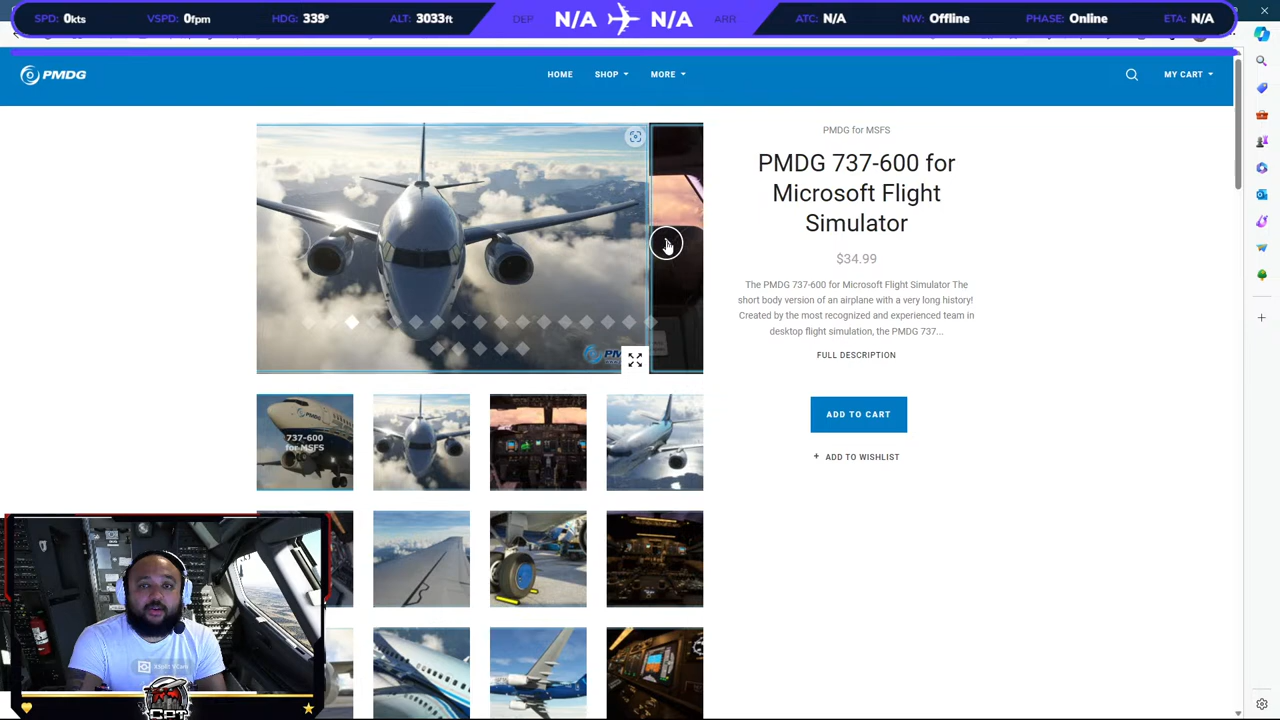 SPD: 0kts VSPD: 0fpm HDG: 339° ALT: 3033ft DEP N/A N/A ARR ATC: N/A NW: Offline PHASE: Online ETA: N/A
PMDG HOME SHOP MORE MY CART
PMDG for MSFS
PMDG 737-600 for
Microsoft Flight
Simulator
$34.99
The PMDG 737-600 for Microsoft Flight Simulator The
short body version of an airplane with a very long history!
Created by the most recognized and experienced team in
desktop flight simulation, the PMDG 737...
FULL DESCRIPTION
ADD TO CART
+ ADD TO WISHLIST
PMDG
737-600
for MSFS
CPT